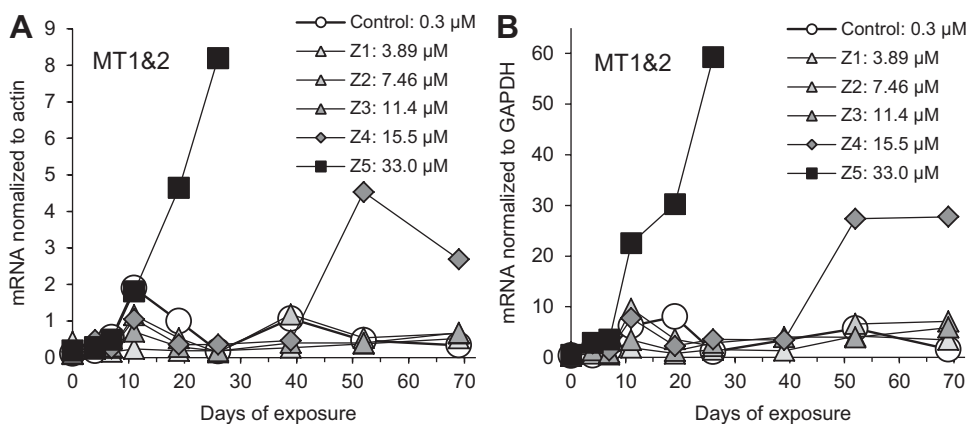 A
MT1&2
mRNA nomalized to actin
9
8
7
6
5
4
3
2
1
0
0 10 20 30 40 50 60 70
Days of exposure
Control: 0.3 µM
Z1: 3.89 µM
Z2: 7.46 µM
Z3: 11.4 µM
Z4: 15.5 µM
Z5: 33.0 µM
B
MT1&2
mRNA normalized to GAPDH
60
50
40
30
20
10
0
0 10 20 30 40 50 60 70
Days of exposure
Control: 0.3 µM
Z1: 3.89 µM
Z2: 7.46 µM
Z3: 11.4 µM
Z4: 15.5 µM
Z5: 33.0 µM